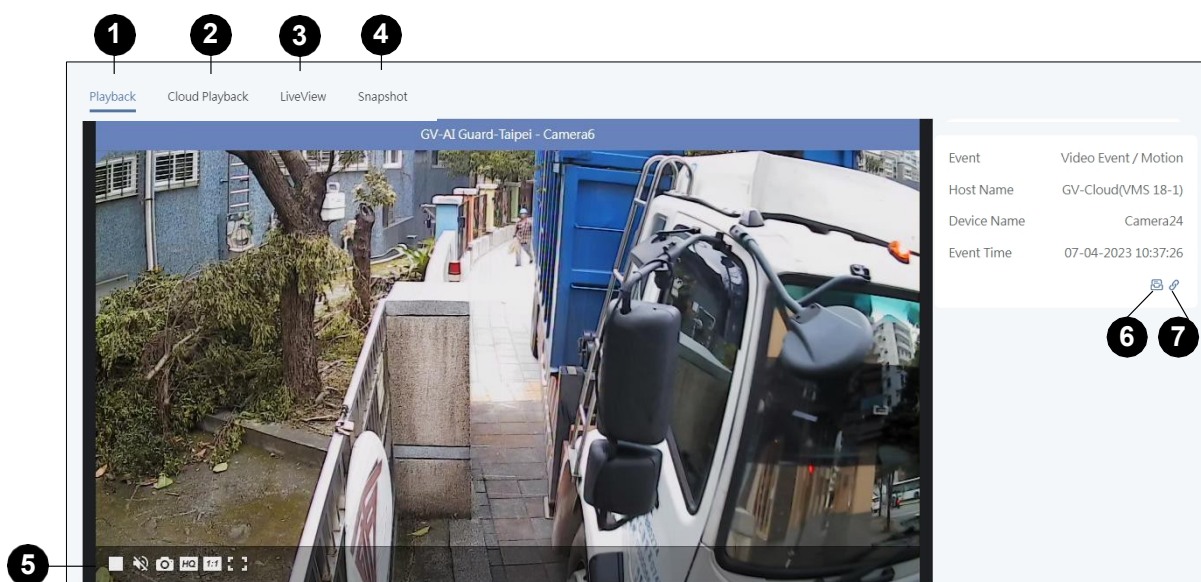 1 2 3 4
Playback Cloud Playback LiveView Snapshot
GV-AI Guard-Taipei - Camera6
Event Video Event / Motion
Host Name GV-Cloud(VMS 18-1)
Device Name Camera24
Event Time 07-04-2023 10:37:26
6 7
5
HQ 1:1